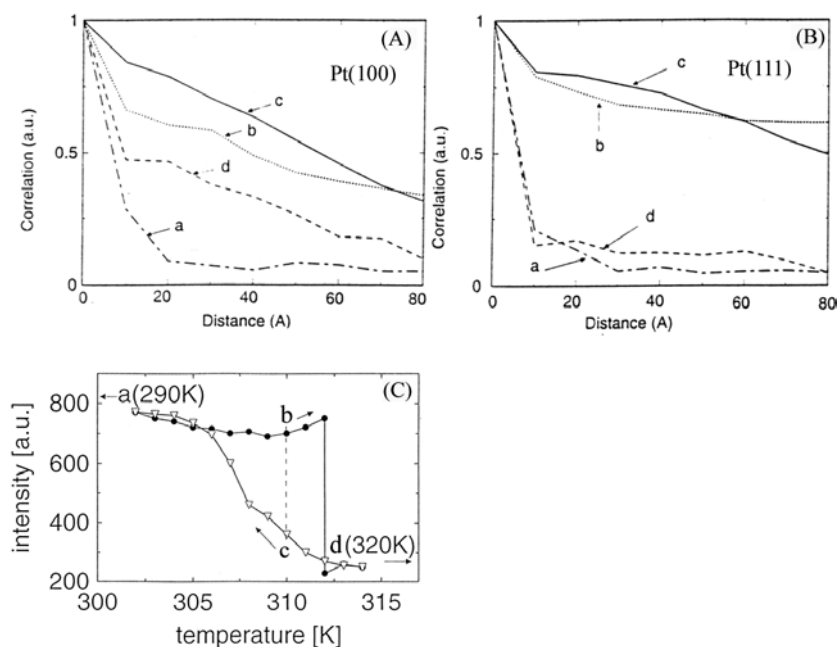 (A)
Pt(100)
Correlation (a.u.)
1
0.5
0
c
b
d
a
0 20 40 60 80
Distance (A)
(B)
Pt(111)
Correlation (a.u.)
1
0.5
0
c
b
d
a
0 20 40 60 80
Distance (A)
(C)
a(290K)
b
c
d(320K)
intensity [a.u.]
800
600
400
200
300 305 310 315
temperature [K]